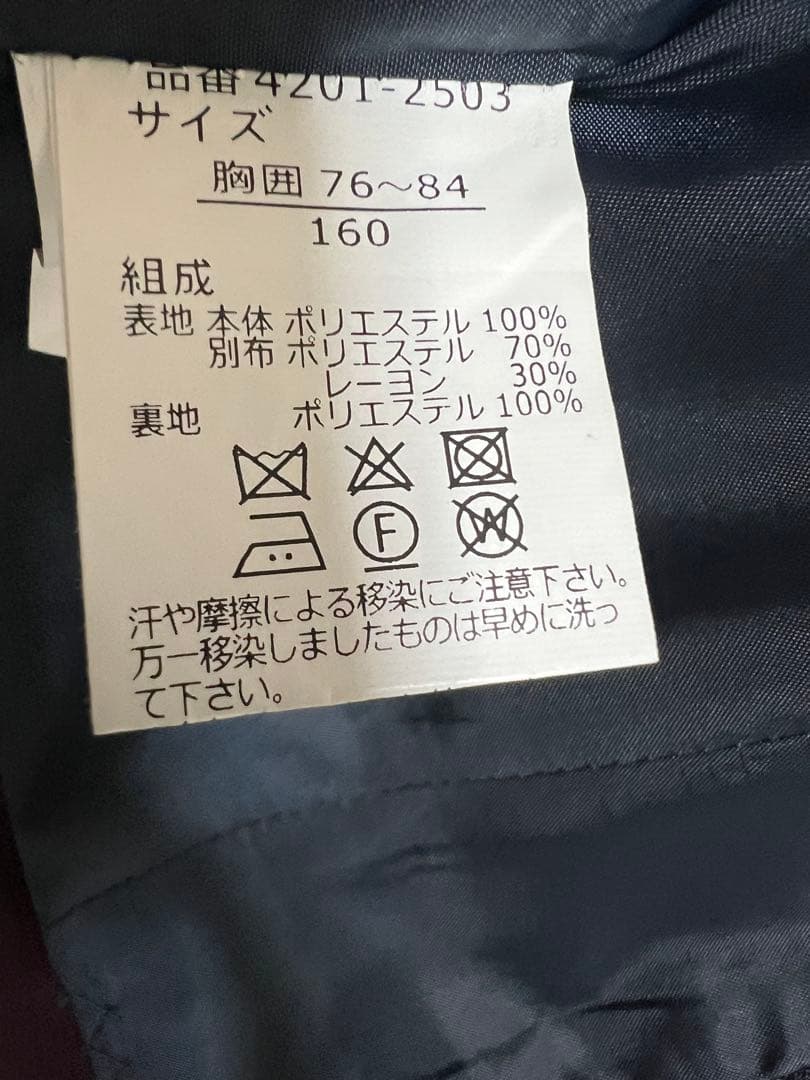 品番 4201-2503
サイズ
胸囲 76～84
160
組成
表地 本体 ポリエステル 100%
別布 ポリエステル 70%
レーヨン 30%
裏地 ポリエステル 100%
F W
汗や摩擦による移染にご注意下さい。
万一移染しましたものは早めに洗っ
て下さい。